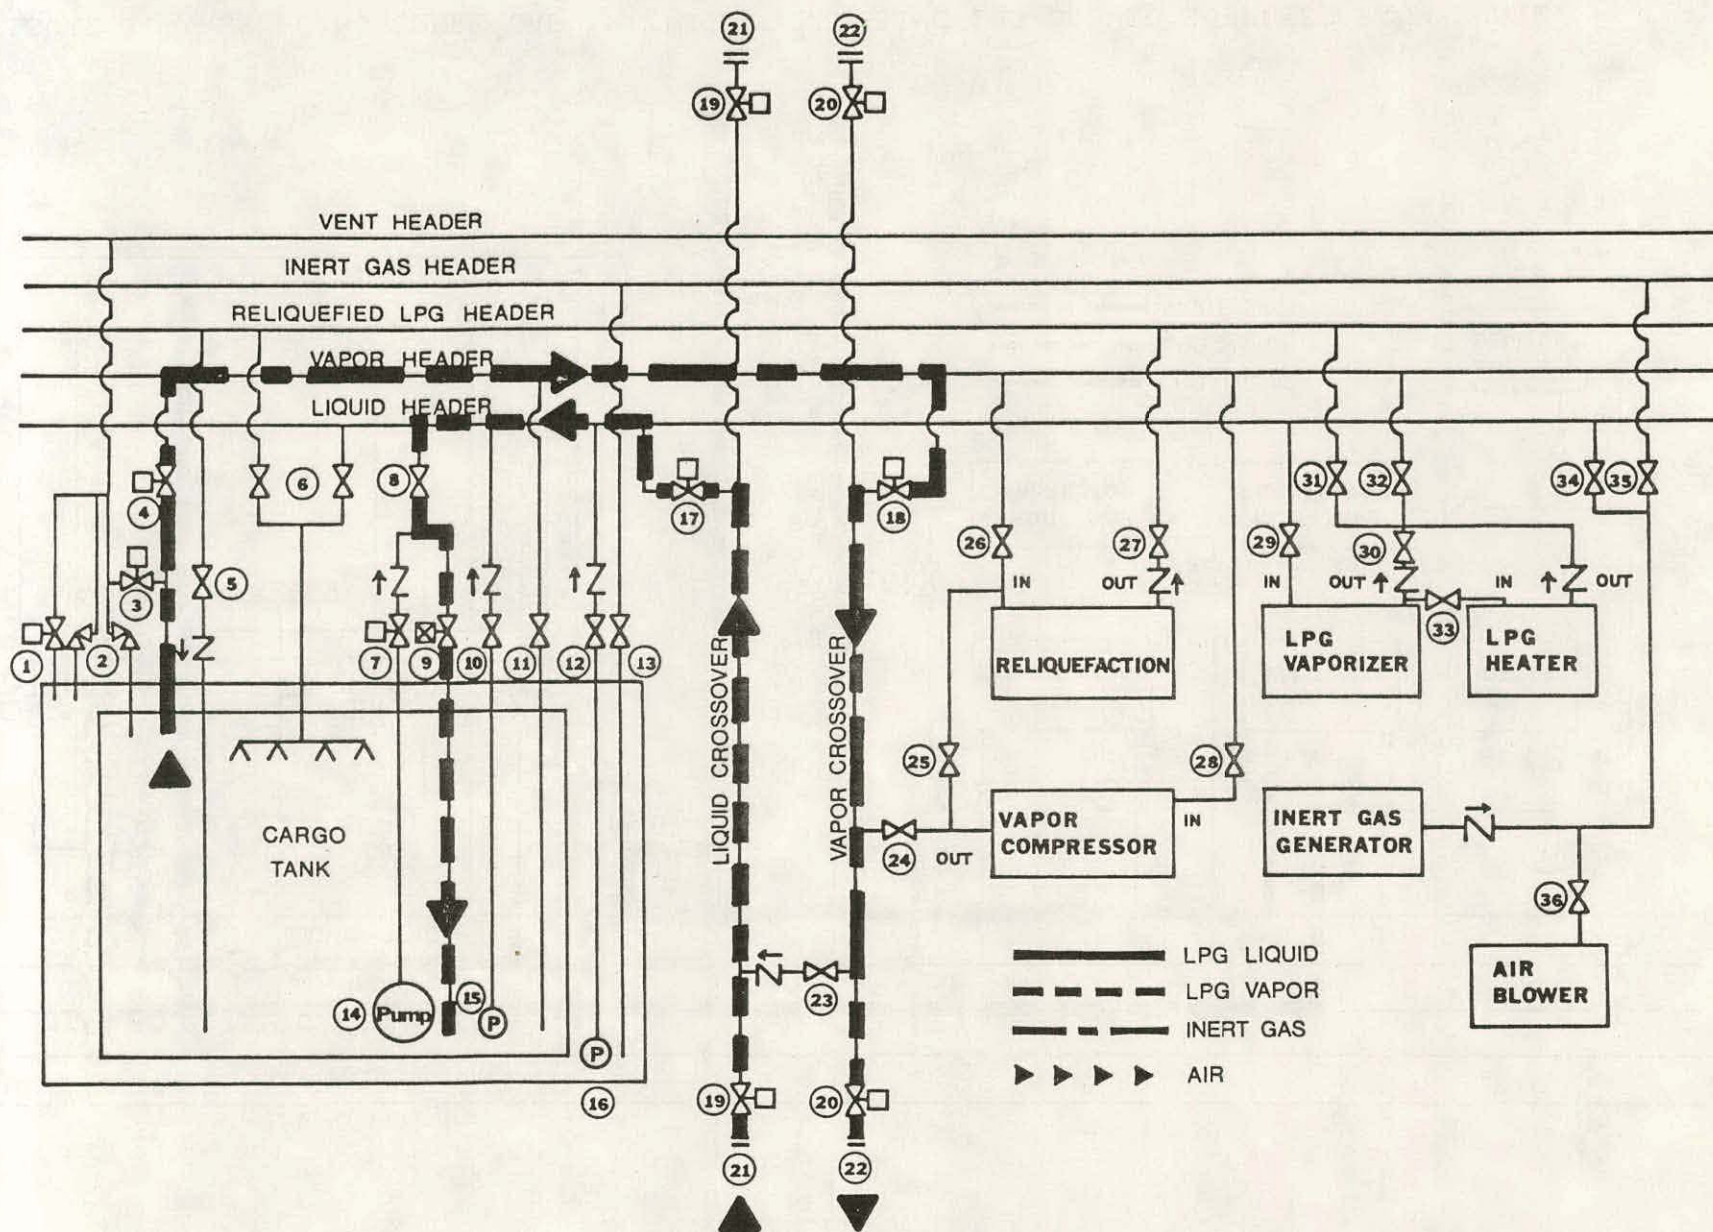 21
22
19
20
VENT HEADER
INERT GAS HEADER
RELIQUEFIED LPG HEADER
VAPOR HEADER
LIQUID HEADER
4
6
8
17
18
31
32
34
35
26
27
29
30
3
5
IN
OUT
IN
OUT
IN
OUT
33
1
2
7
9
10
11
12
13
RELIQUEFACTION
LPG
VAPORIZER
LPG
HEATER
LIQUID CROSSOVER
VAPOR CROSSOVER
25
28
CARGO
TANK
24
OUT
VAPOR
COMPRESSOR
IN
INERT GAS
GENERATOR
36
LPG LIQUID
LPG VAPOR
INERT GAS
AIR
AIR
BLOWER
23
14
Pump
15
P
P
16
19
20
21
22